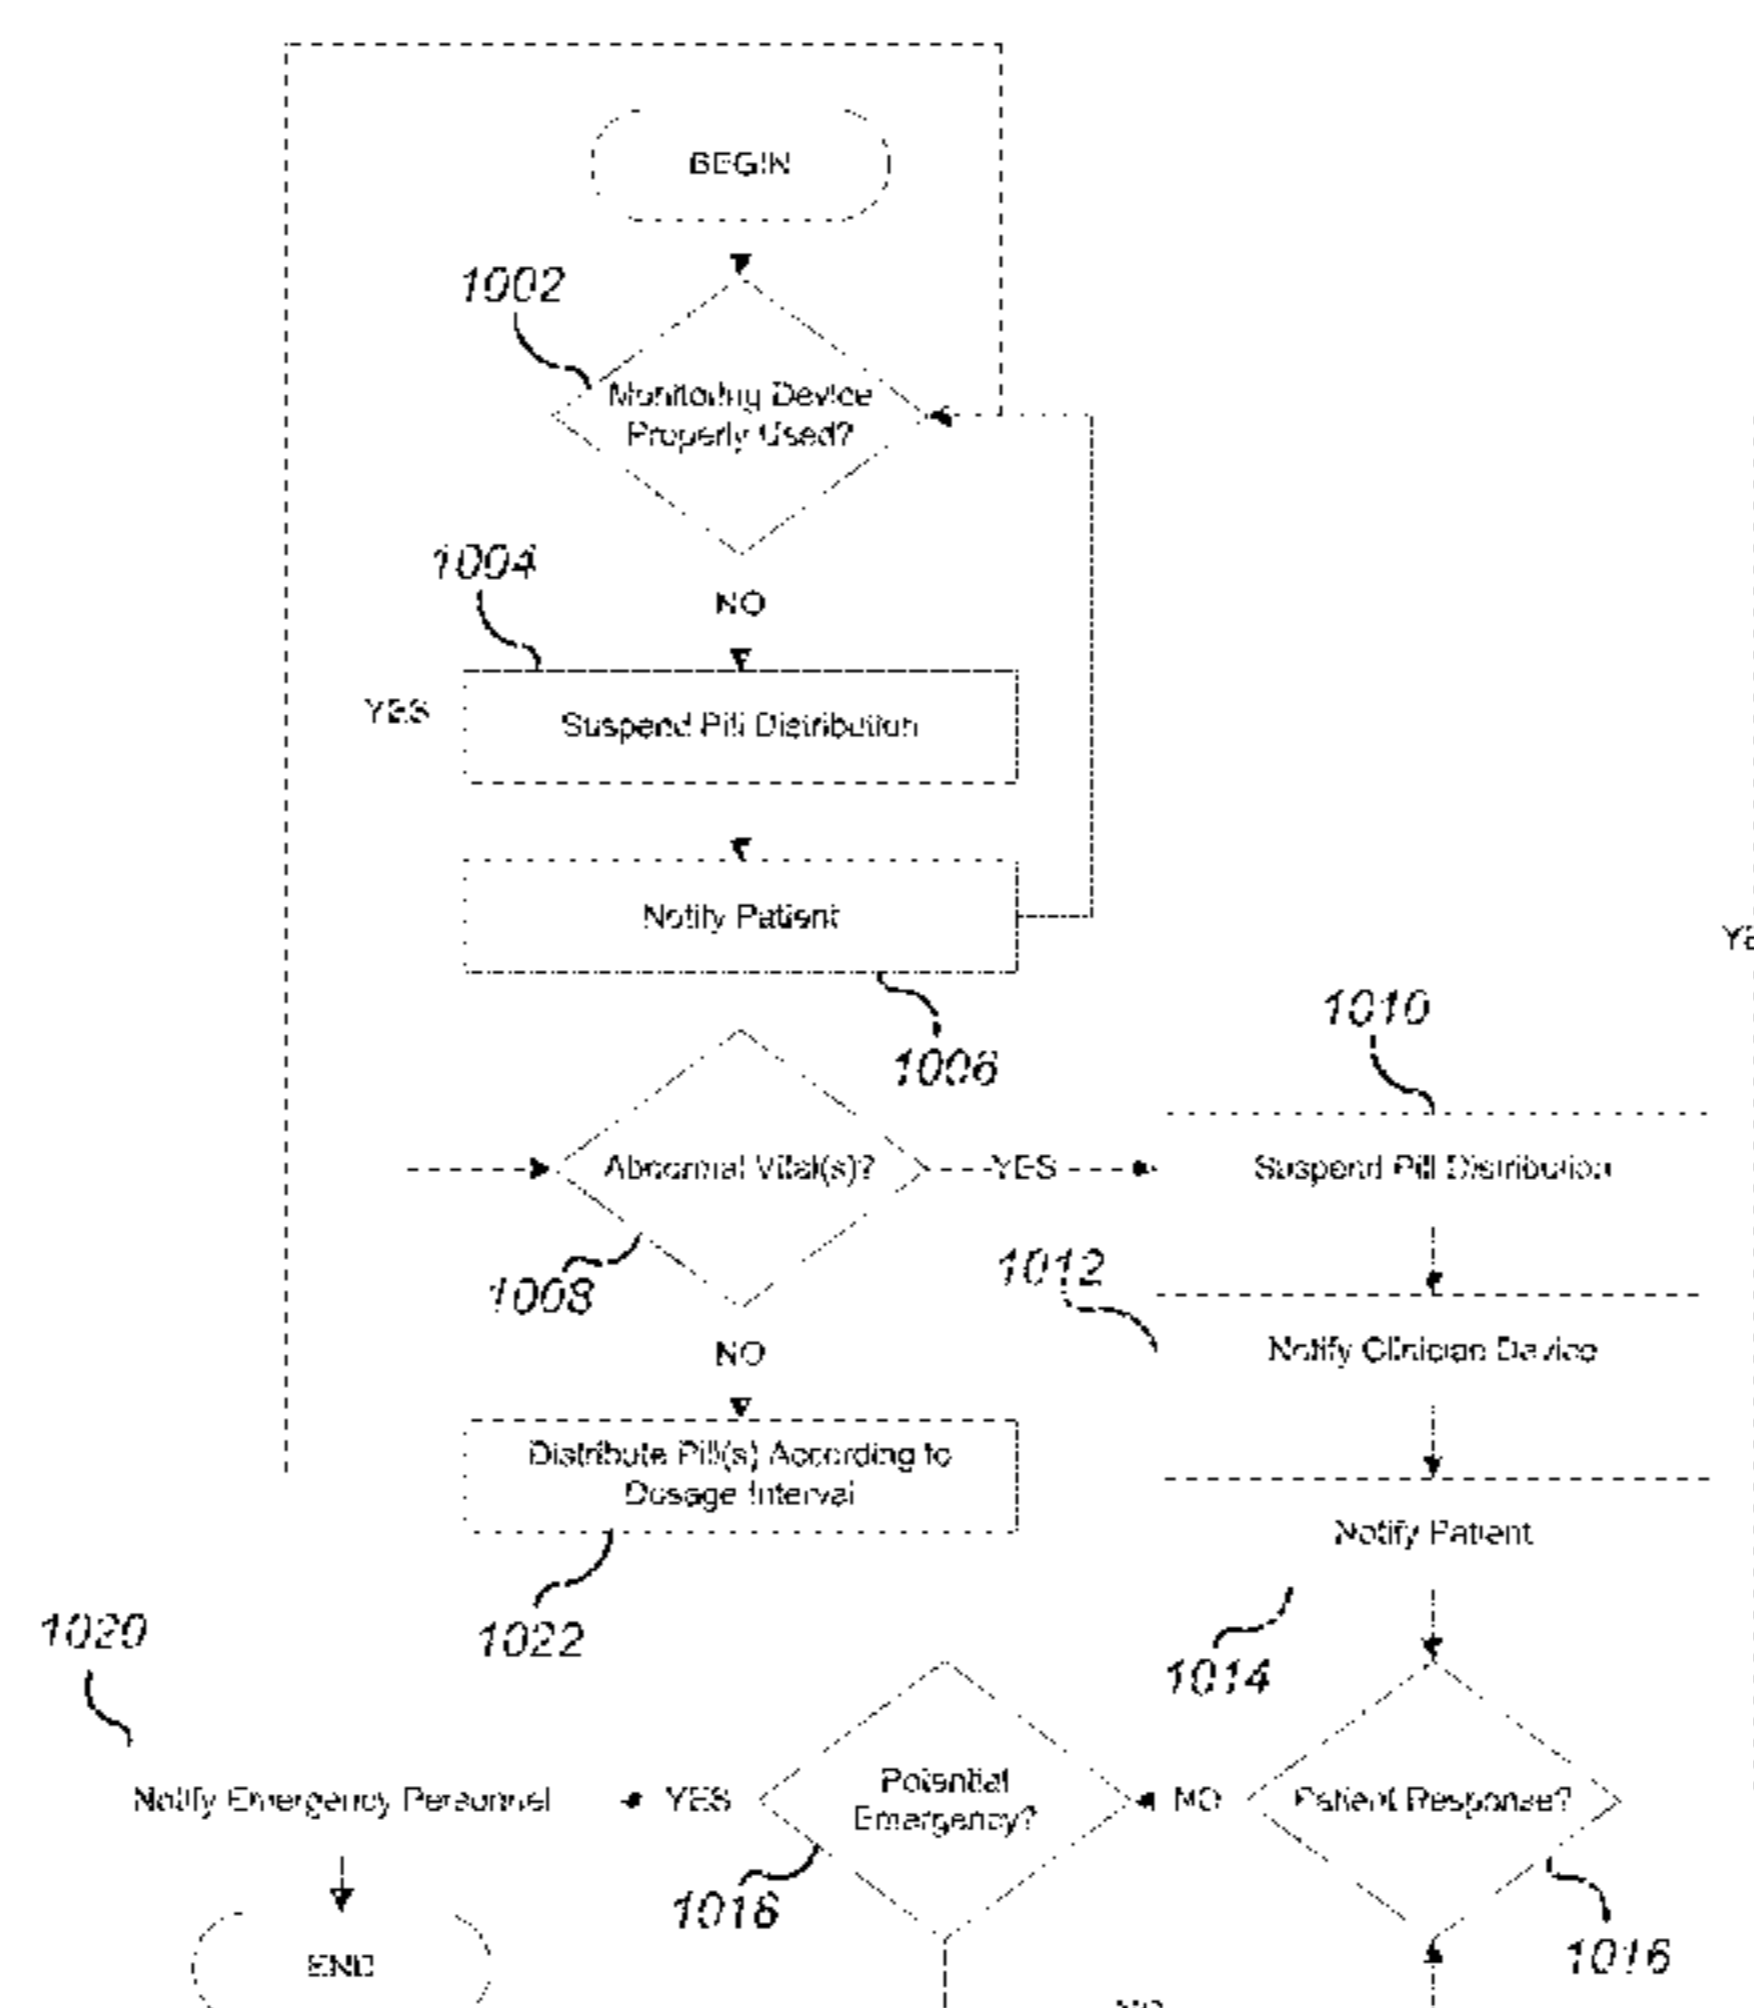 BEGIN
1002
Monitoring Device
Properly Used?
1004
NO
YES
Suspend Pill Distribution
Notify Patient
1006
1010
Abnormal Vital(s)?
YES
Suspend Pill Distribution
1008
1012
NO
Notify Clinician Device
Distribute Pill(s) According to
Dosage Interval
Notify Patient
1022
1020
1014
Potential
Emergency?
Notify Emergency Personnel
YES
NO
Patient Response?
1016
END